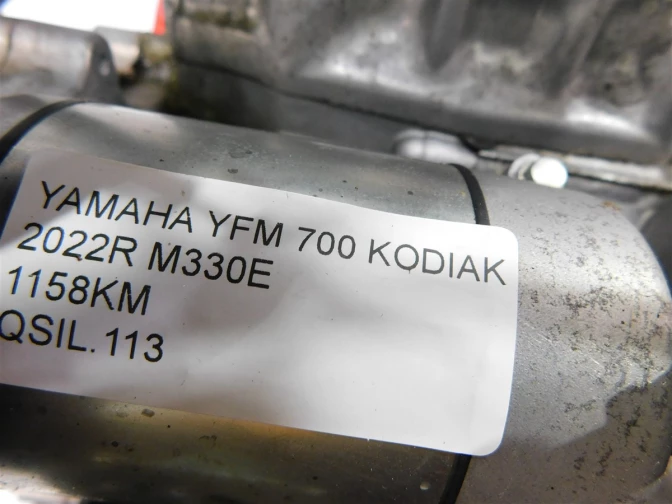 YAMAHA YFM 700 KODIAK
2022R M330E
1158KM
QSIL.113